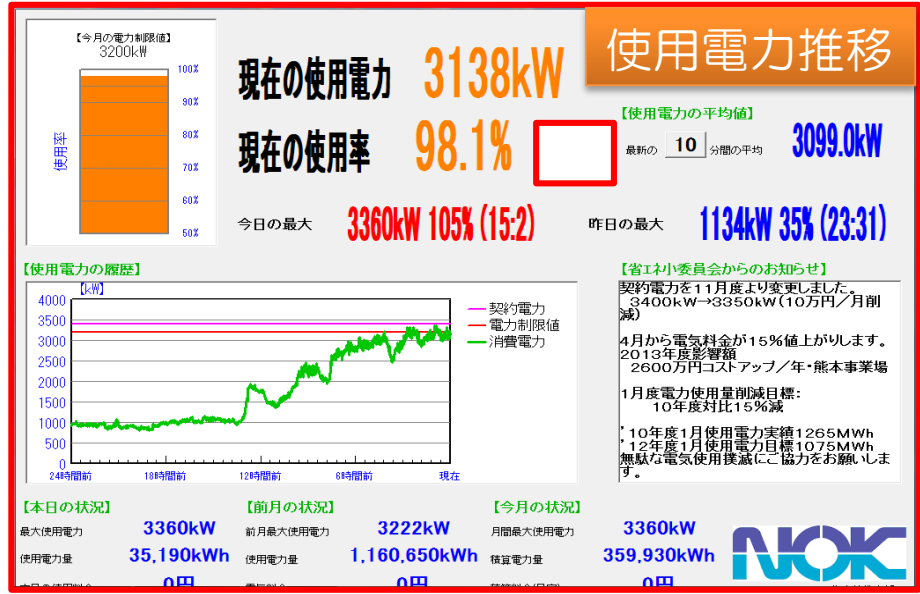 使用電力推移
【今月の電力制限値】
3200kW
100%
90%
80%
70%
60%
50%
使用率
現在の使用電力 3138kW
現在の使用率 98.1%
【使用電力の平均値】
最新の 10 分間の平均 3099.0kW
今日の最大 3360kW 105% (15:2)
昨日の最大 1134kW 35% (23:31)
【使用電力の履歴】
[kW]
4000
3500
3000
2500
2000
1500
1000
500
0
24時間前 18時間前 12時間前 6時間前 現在
契約電力
電力制限値
消費電力
【省エネ小委員会からのお知らせ】
契約電力を11月度より変更しました。
3400kW→3350kW(10万円/月削
減)
4月から電気料金が15%値上がりします。
2013年度影響額
2600万円コストアップ/年・熊本事業場
1月度電力使用量削減目標:
10年度対比15%減
'10年度1月使用電力実績1265MWh
'12年度1月使用電力目標1075MWh
無駄な電気使用撲滅にご協力をお願いしま
す。
【本日の状況】
最大使用電力 3360kW
使用電力量 35,190kWh
0円
【前月の状況】
前月最大使用電力 3222kW
使用電力量 1,160,650kWh
0円
【今月の状況】
月間最大使用電力 3360kW
積算電力量 359,930kWh
0円
NOK